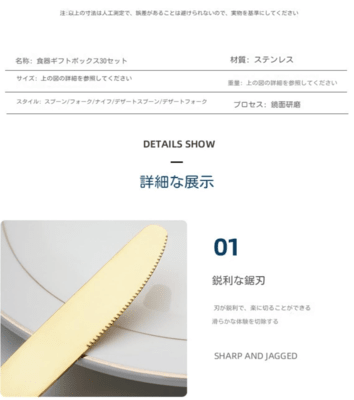 注:以上の寸法は人工測定で、誤差があることは避けられないので、実物を基準にしてください
名称: 食器ギフトボックス30セット
材質: ステンレス
サイズ: 上の図の詳細を参照してください
重量: 上の図の詳細を参照してください
スタイル: スプーン/フォーク/ナイフ/デザートスプーン/デザートフォーク
プロセス: 鏡面研磨
DETAILS SHOW
詳細な展示
01
鋭利な鋸刃
刃が鋭利で、楽に切ることができる
滑らかな体験を切除する
SHARP AND JAGGED